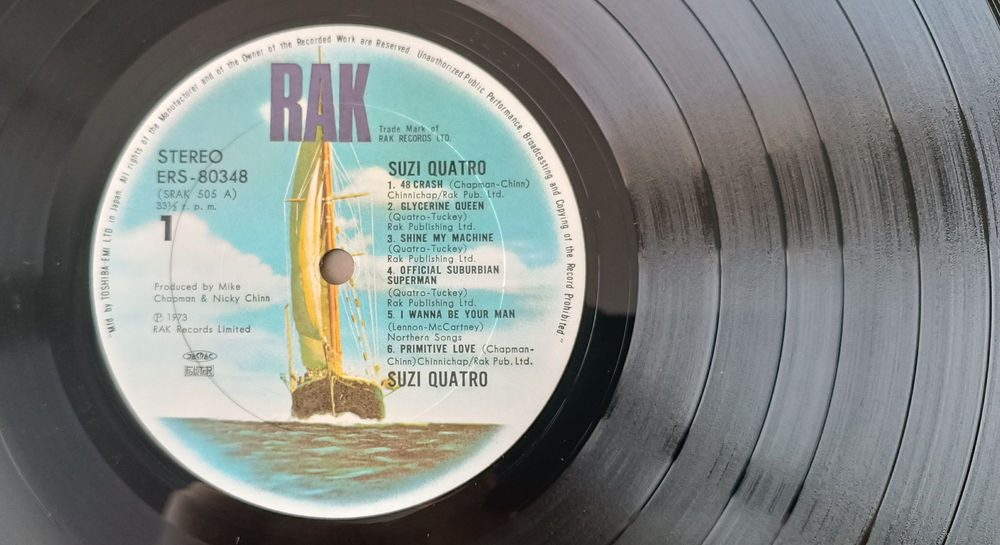 "Mfd. by TOSHIBA EMI LTD in Japan. All rights of the Manufacturer and of the Owner of the Recorded Work are Reserved. Unauthorized Public Performance, Broadcasting and Copying of the Record Prohibited"
RAK
Trade Mark of
RAK RECORDS LTD.
STEREO
ERS-80348
(SRAK 505 A)
33⅓ r. p. m.
1
Produced by Mike
Chapman & Nicky Chinn
Ⓟ 1973
RAK Records Limited
JASRAC
SUZI QUATRO
1. 48 CRASH (Chapman-Chinn)
Chinnichap/Rak Pub. Ltd.
2. GLYCERINE QUEEN
(Quatro-Tuckey)
Rak Publishing Ltd.
3. SHINE MY MACHINE
(Quatro-Tuckey)
Rak Publishing Ltd.
4. OFFICIAL SUBURBIAN
SUPERMAN
(Quatro-Tuckey)
Rak Publishing Ltd.
5. I WANNA BE YOUR MAN
(Lennon-McCartney)
Northern Songs
6. PRIMITIVE LOVE (Chapman-
Chinn)Chinnichap/Rak Pub. Ltd.
SUZI QUATRO